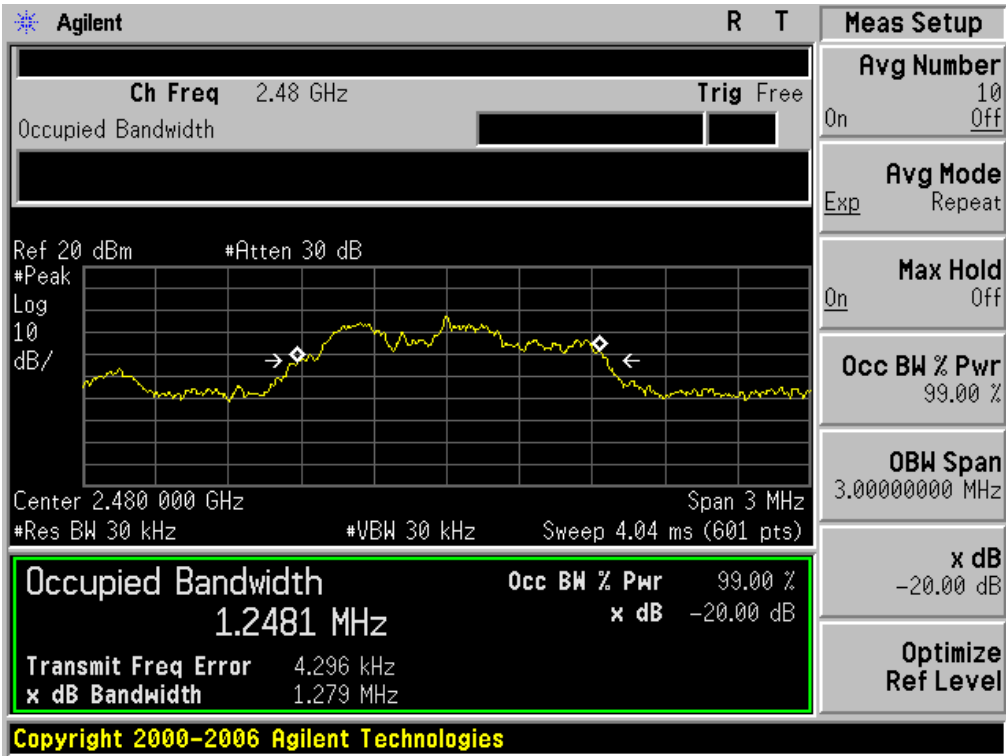 Agilent R T
Ch Freq 2.48 GHz Trig Free
Occupied Bandwidth
Ref 20 dBm #Atten 30 dB
#Peak
Log
10
dB/
Center 2.480 000 GHz Span 3 MHz
#Res BW 30 kHz #VBW 30 kHz Sweep 4.04 ms (601 pts)
Occupied Bandwidth Occ BW % Pwr 99.00 %
1.2481 MHz x dB -20.00 dB
Transmit Freq Error 4.296 kHz
x dB Bandwidth 1.279 MHz
Copyright 2000-2006 Agilent Technologies
Meas Setup
Avg Number
10
On Off
Avg Mode
Exp Repeat
Max Hold
On Off
Occ BW % Pwr
99.00 %
OBW Span
3.00000000 MHz
x dB
-20.00 dB
Optimize
Ref Level